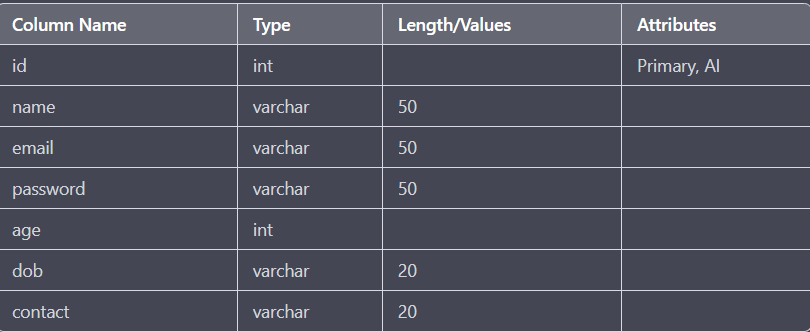 Column Name Type Length/Values Attributes
id int Primary, AI
name varchar 50
email varchar 50
password varchar 50
age int
dob varchar 20
contact varchar 20